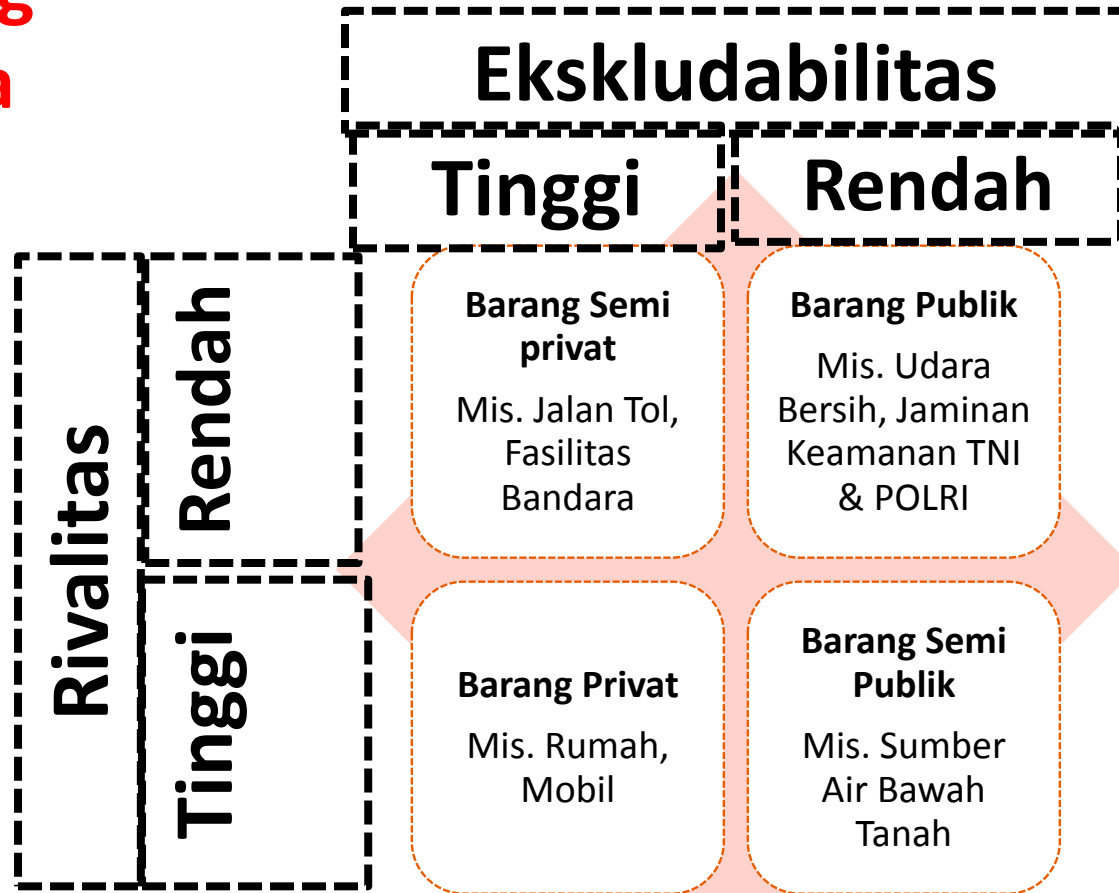 g
a
Ekskludabilitas
Tinggi
Rendah
Rivalitas
Rendah
Barang Semi
privat
Mis. Jalan Tol,
Fasilitas
Bandara
Barang Publik
Mis. Udara
Bersih, Jaminan
Keamanan TNI
& POLRI
Tinggi
Barang Privat
Mis. Rumah,
Mobil
Barang Semi
Publik
Mis. Sumber
Air Bawah
Tanah